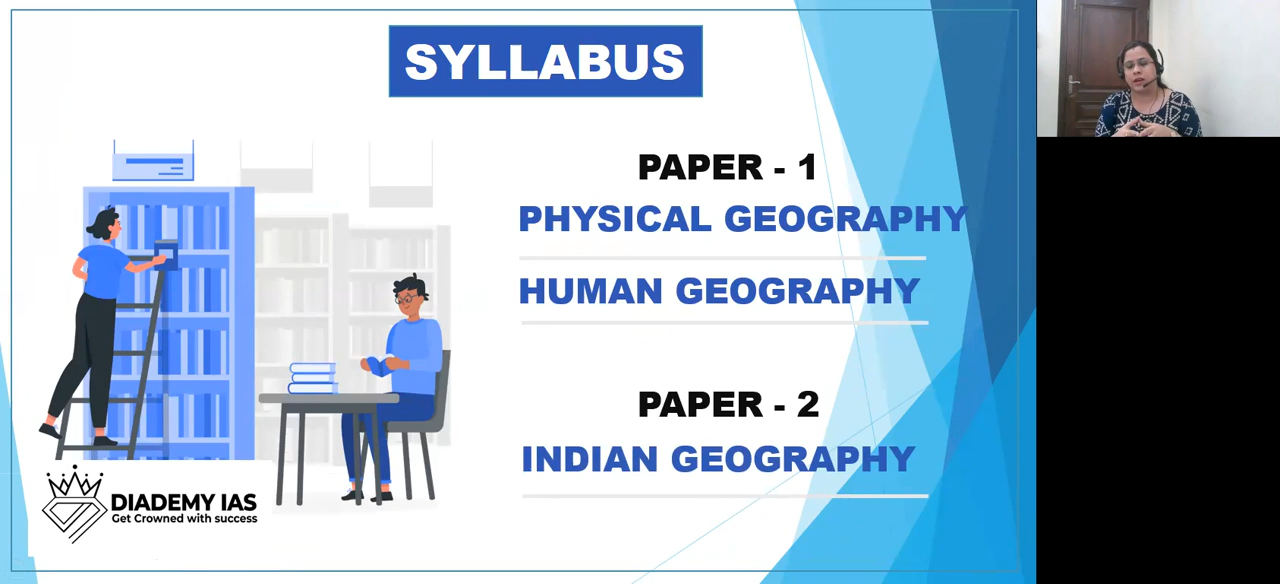 SYLLABUS
PAPER - 1
PHYSICAL GEOGRAPHY
HUMAN GEOGRAPHY
PAPER - 2
INDIAN GEOGRAPHY
DIADEMY IAS
Get Crowned with success